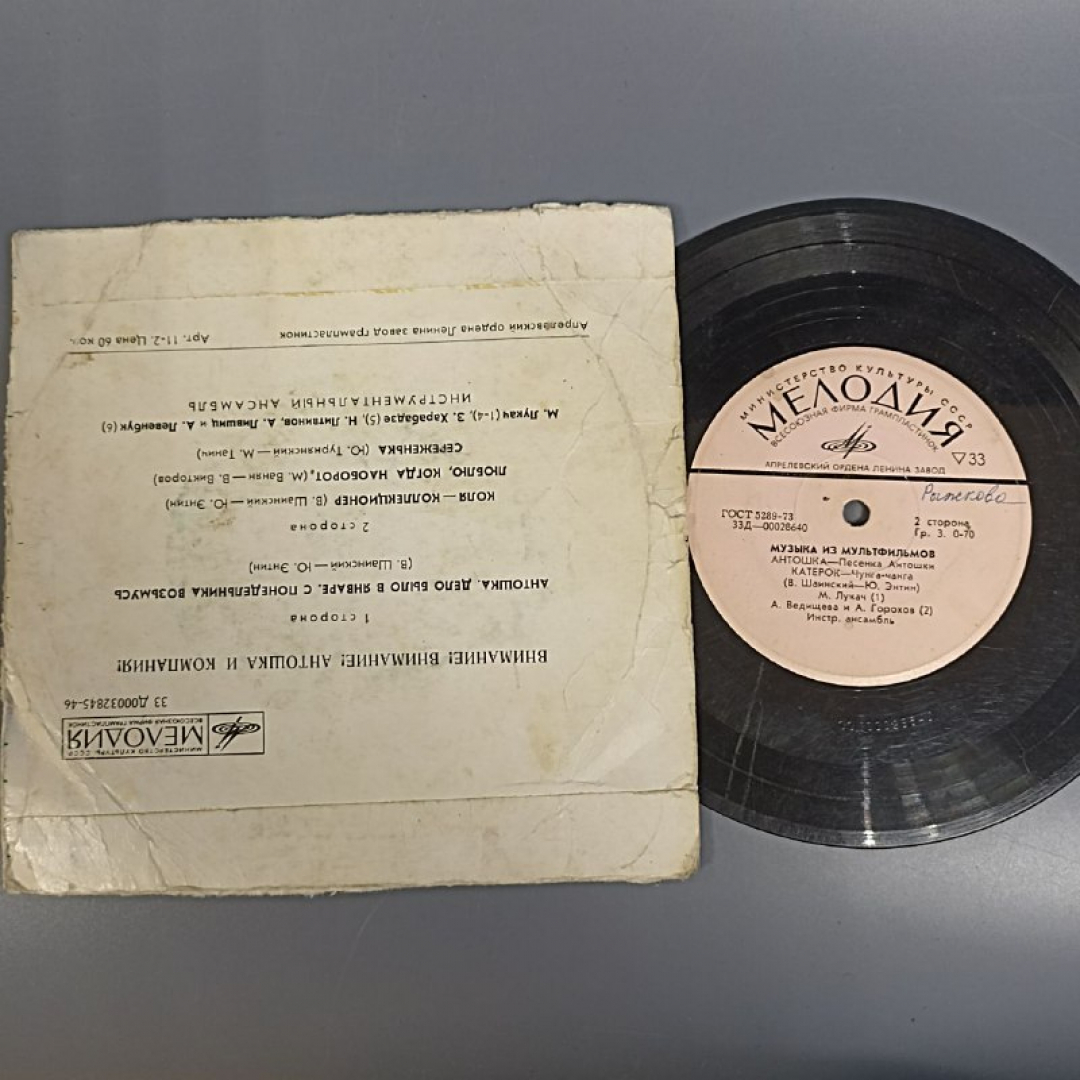 МИНИСТЕРСТВО КУЛЬТУРЫ СССР
МЕЛОДИЯ
ВСЕСОЮЗНАЯ ФИРМА ГРАМПЛАСТИНОК
33 Д00032845-46
ВНИМАНИЕ! ВНИМАНИЕ! АНТОШКА И КОМПАНИЯ!
1 сторона
АНТОШКА. ДЕЛО БЫЛО В ЯНВАРЕ. С ПОНЕДЕЛЬНИКА ВОЗЬМУСЬ
(В. Шаинский — Ю. Энтин)
2 сторона
КОЛЯ — КОЛЛЕКЦИОНЕР (В. Шаинский — Ю. Энтин)
ЛЮБЛЮ, КОГДА НАОБОРОТ, (М. Ванян — В. Викторов)
СЕРЕЖЕНЬКА (Ю. Турнянский — М. Танич)
М. Лукач (1-4), З. Харабадзе (5), Н. Литвинов, А. Лившиц и А. Левенбук (6)
ИНСТРУМЕНТАЛЬНЫЙ АНСАМБЛЬ
Апрелевский ордена Ленина завод грампластинок Арт. 11-2. Цена 60 коп.
МИНИСТЕРСТВО КУЛЬТУРЫ СССР
МЕЛОДИЯ
ВСЕСОЮЗНАЯ ФИРМА ГРАМПЛАСТИНОК
▽33
АПРЕЛЕВСКИЙ ОРДЕНА ЛЕНИНА ЗАВОД
Рыжкова
ГОСТ 5289-73 2 сторона
33Д—00028640 Гр. 3. 0-70
МУЗЫКА ИЗ МУЛЬТФИЛЬМОВ
АНТОШКА—Песенка Антошки
КАТЕРОК—Чунга-чанга
(В. Шаинский—Ю. Энтин)
М. Лукач (1)
А. Ведищева и А. Горохов (2)
Инстр. ансамбль